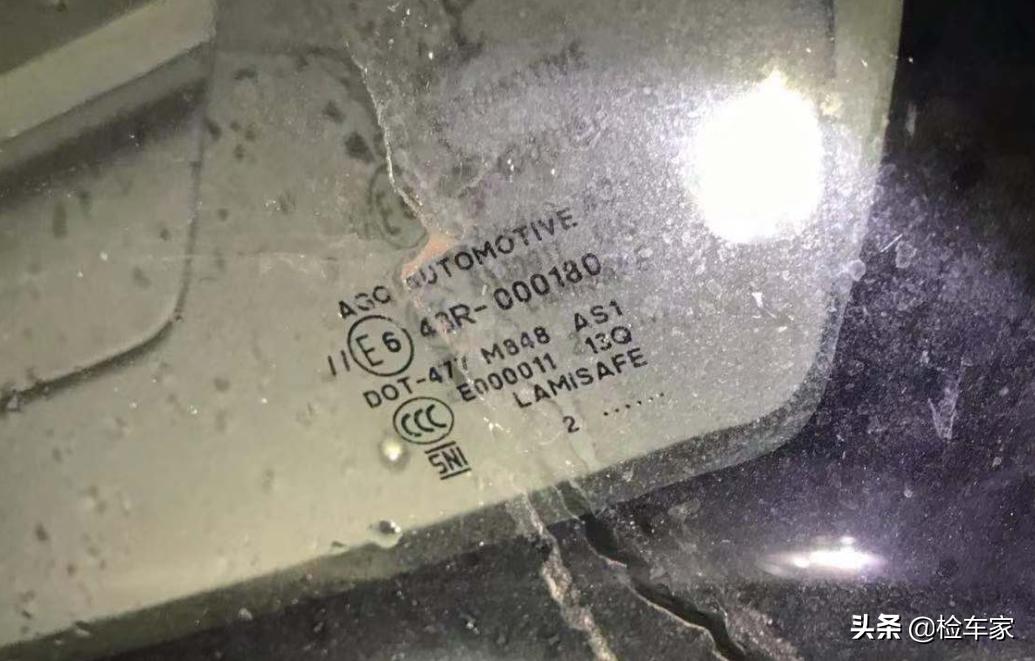 AGC AUTOMOTIVE
II E6 43R-000180
DOT-477 M848 AS1
CCC E000011 13Q
LAMISAFE
SNI 2 ......
头条 @检车家